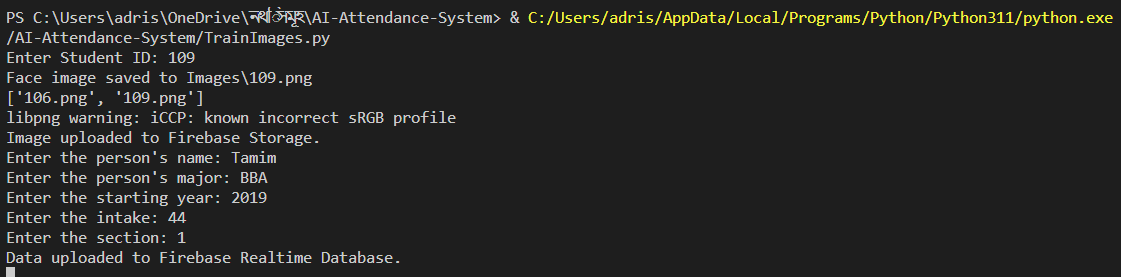 PS C:\Users\adris\OneDrive\নথিসমূহ\AI-Attendance-System> & C:/Users/adris/AppData/Local/Programs/Python/Python311/python.exe
/AI-Attendance-System/TrainImages.py
Enter Student ID: 109
Face image saved to Images\109.png
['106.png', '109.png']
libpng warning: iCCP: known incorrect sRGB profile
Image uploaded to Firebase Storage.
Enter the person's name: Tamim
Enter the person's major: BBA
Enter the starting year: 2019
Enter the intake: 44
Enter the section: 1
Data uploaded to Firebase Realtime Database.